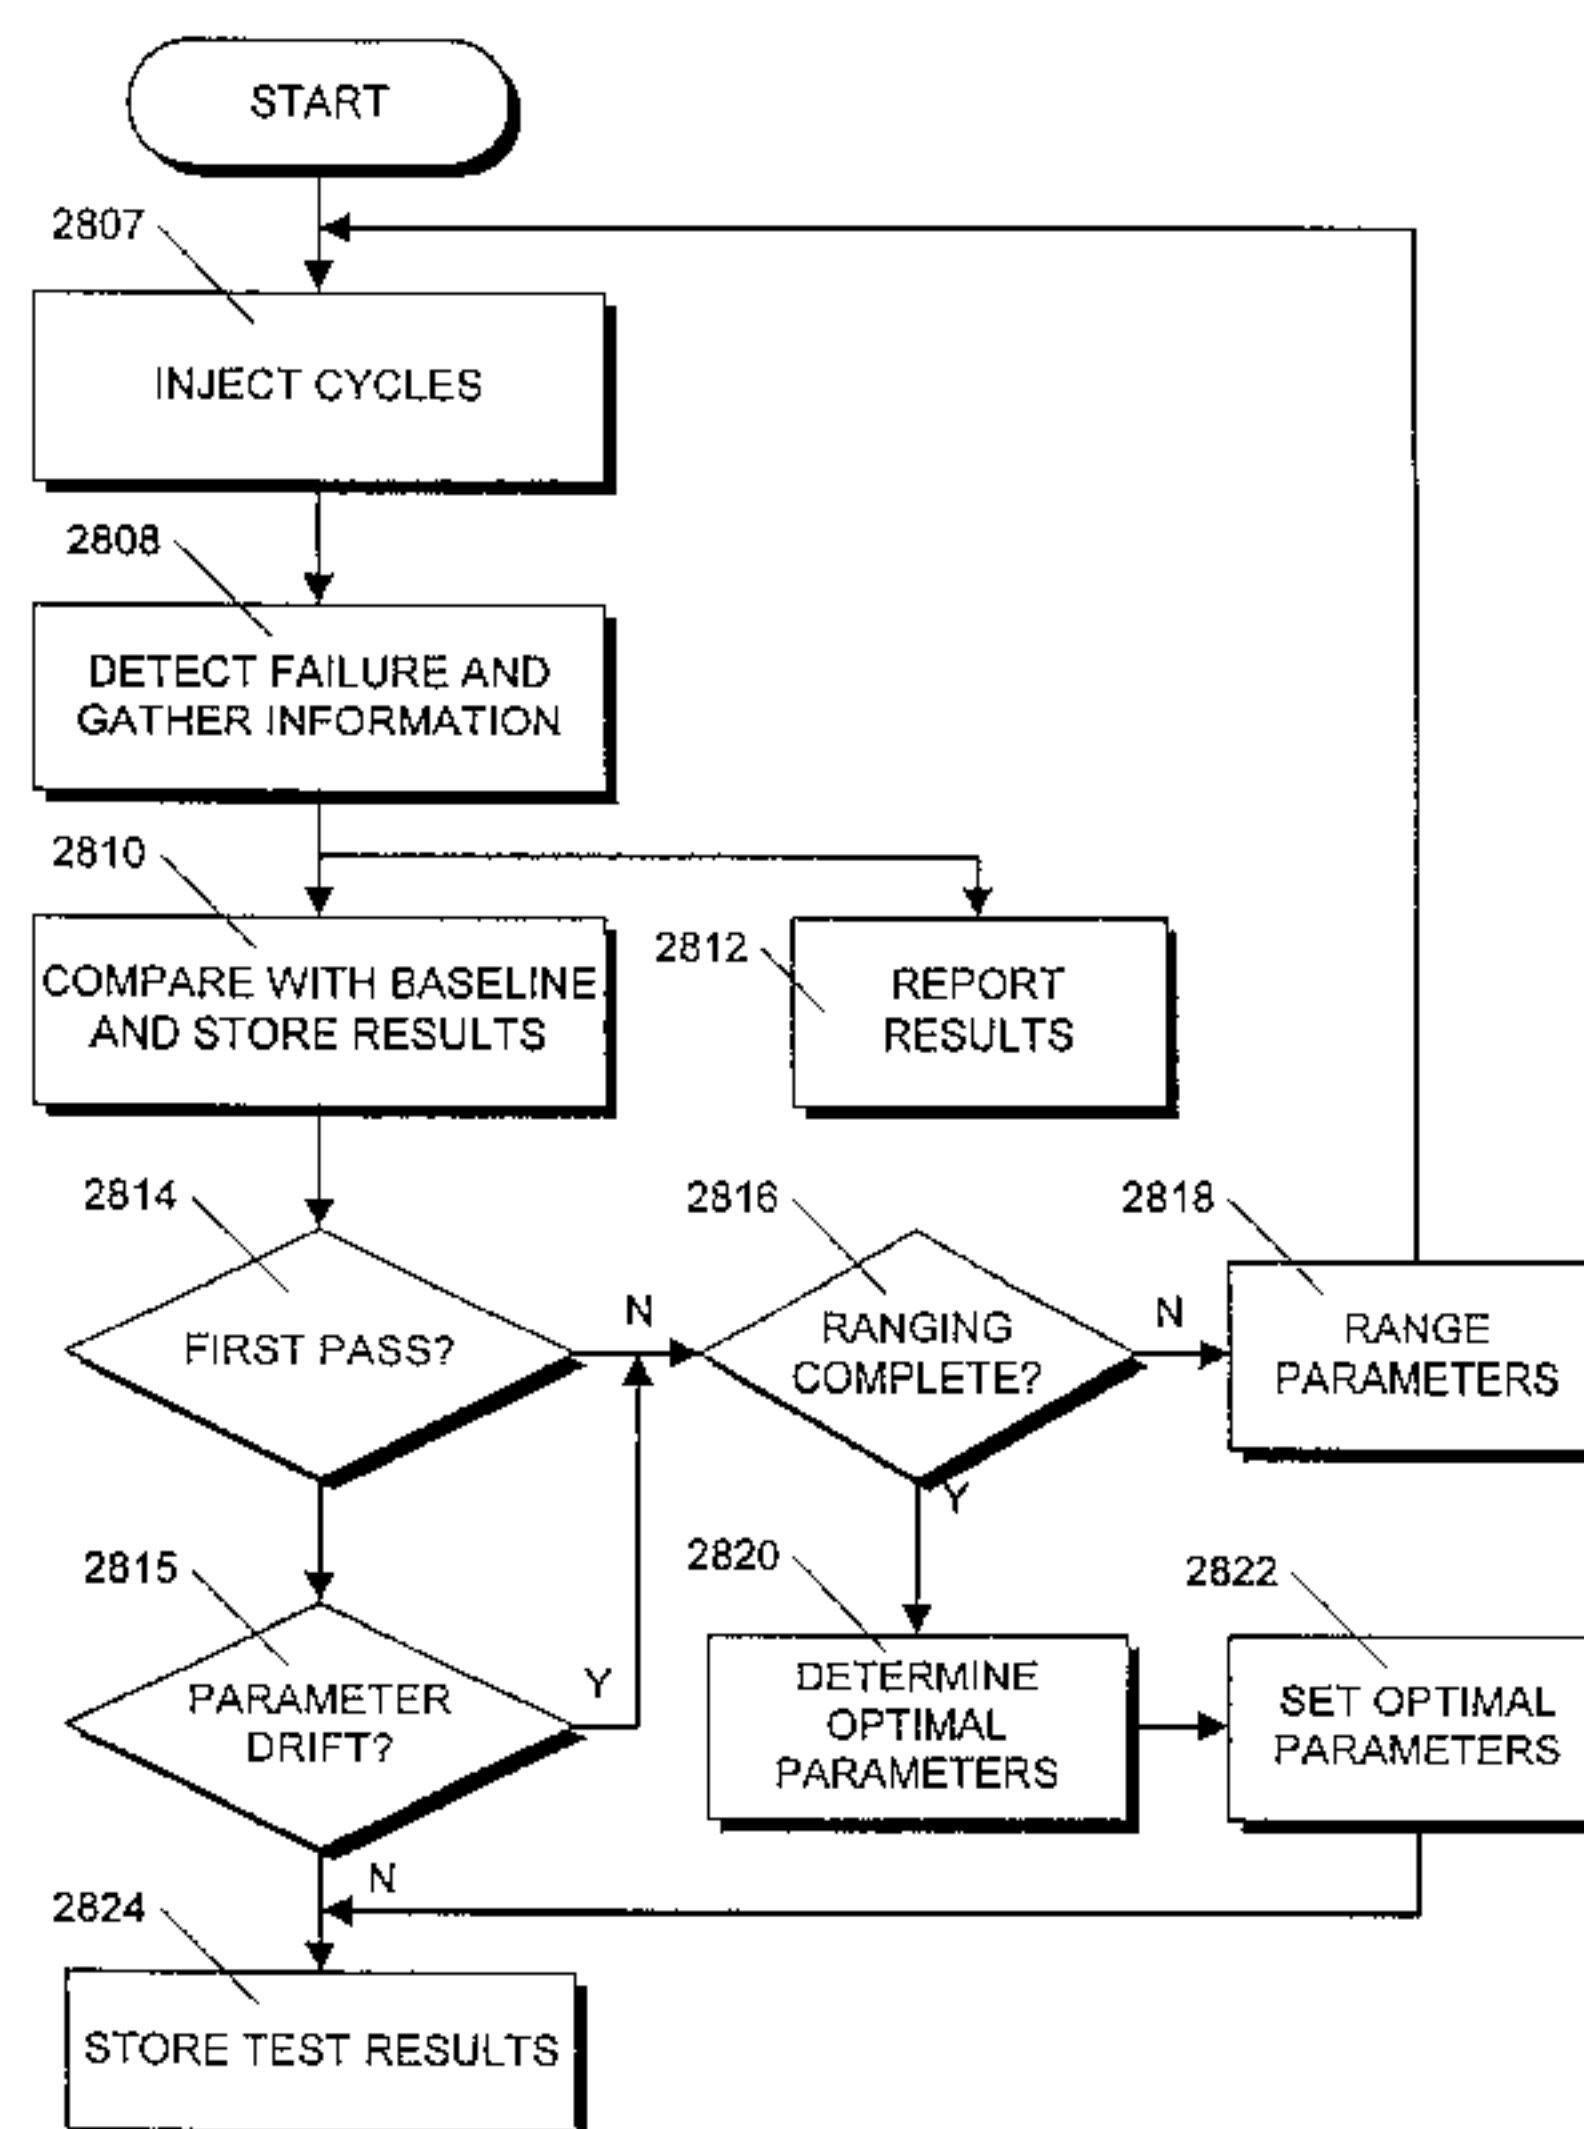 START
2807
INJECT CYCLES
2808
DETECT FAILURE AND
GATHER INFORMATION
2810
COMPARE WITH BASELINE
AND STORE RESULTS
2812
REPORT
RESULTS
2814
FIRST PASS?
N
2816
RANGING
COMPLETE?
N
Y
2818
RANGE
PARAMETERS
2815
PARAMETER
DRIFT?
Y
N
2820
DETERMINE
OPTIMAL
PARAMETERS
2822
SET OPTIMAL
PARAMETERS
2824
STORE TEST RESULTS